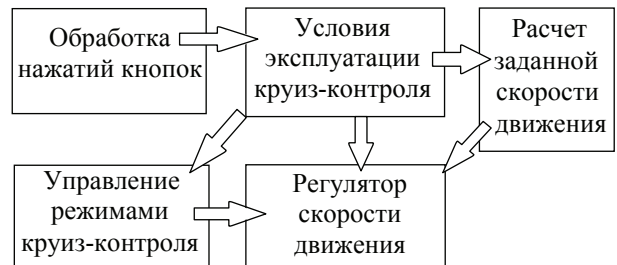 Обработка
нажатий кнопок
Условия
эксплуатации
круиз-контроля
Расчет
заданной
скорости
движения
Управление
режимами
круиз-контроля
Регулятор
скорости
движения